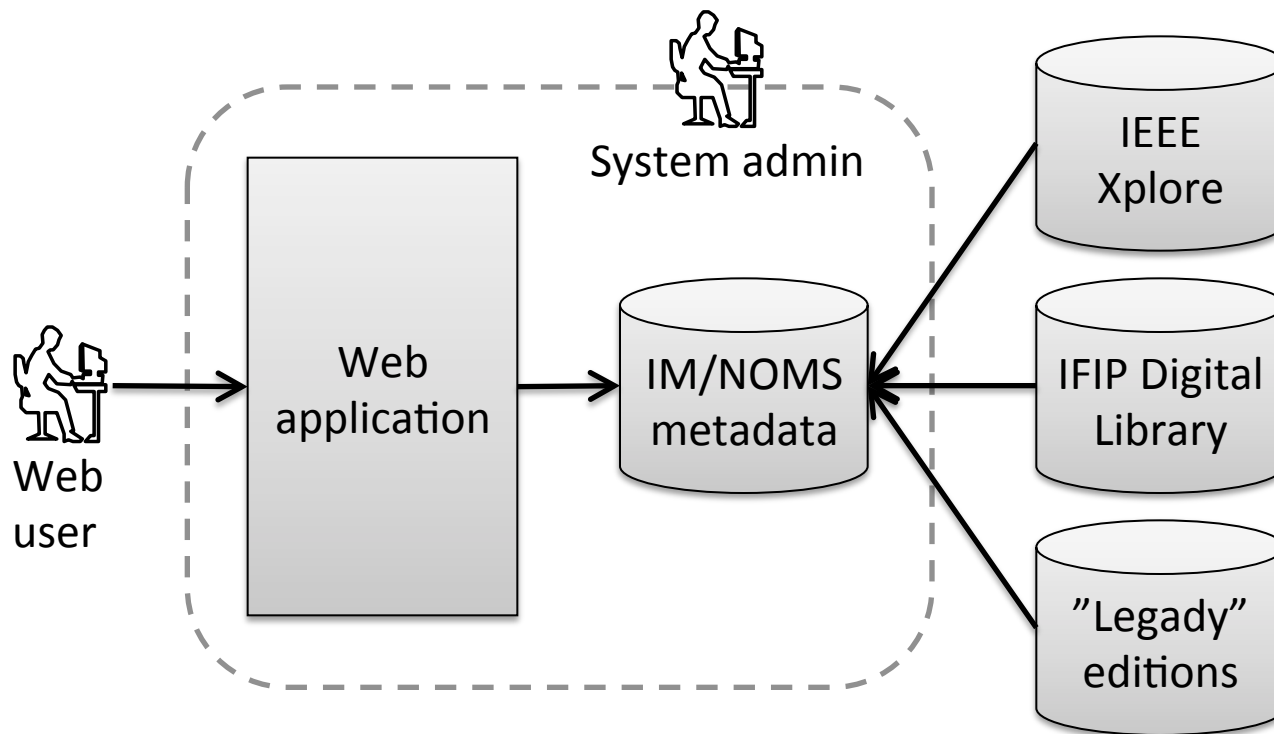 System admin
IEEE
Xplore
Web
application
IM/NOMS
metadata
IFIP Digital
Library
Web
user
”Legady”
editions